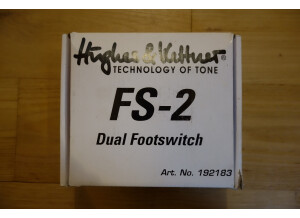 Hughes & Kettner®
TECHNOLOGY OF TONE
FS-2
Dual Footswitch
Art. No. 192183